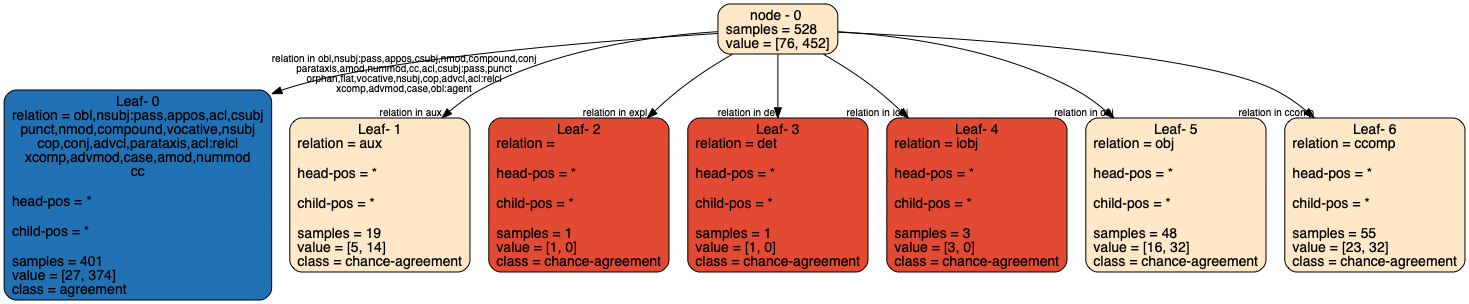 node - 0
samples = 528
value = [76, 452]
relation in obl,nsubj:pass,appos,csubj,nmod,compound,conj
parataxis,amod,nummod,cc,acl,csubj:pass,punct
orphan,flat,vocative,nsubj,cop,advcl,acl:relcl
xcomp,advmod,case,obl:agent
relation in aux
relation in expl
relation in det
relation in iobj
relation in obj
relation in ccomp
Leaf- 0
relation = obl,nsubj:pass,appos,acl,csubj
punct,nmod,compound,vocative,nsubj
cop,conj,advcl,parataxis,acl:relcl
xcomp,advmod,case,amod,nummod
cc
head-pos = *
child-pos = *
samples = 401
value = [27, 374]
class = agreement
Leaf- 1
relation = aux
head-pos = *
child-pos = *
samples = 19
value = [5, 14]
class = chance-agreement
Leaf- 2
relation =
head-pos = *
child-pos = *
samples = 1
value = [1, 0]
class = chance-agreement
Leaf- 3
relation = det
head-pos = *
child-pos = *
samples = 1
value = [1, 0]
class = chance-agreement
Leaf- 4
relation = iobj
head-pos = *
child-pos = *
samples = 3
value = [3, 0]
class = chance-agreement
Leaf- 5
relation = obj
head-pos = *
child-pos = *
samples = 48
value = [16, 32]
class = chance-agreement
Leaf- 6
relation = ccomp
head-pos = *
child-pos = *
samples = 55
value = [23, 32]
class = chance-agreement